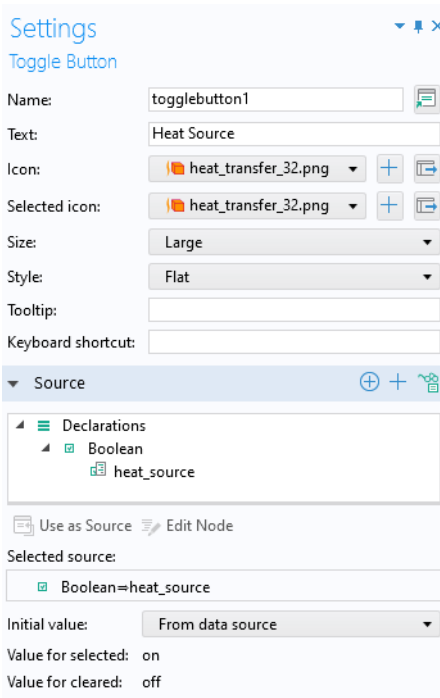 Settings
Toggle Button
Name: togglebutton1
Text: Heat Source
Icon: heat_transfer_32.png
Selected icon: heat_transfer_32.png
Size: Large
Style: Flat
Tooltip:
Keyboard shortcut:
Source
Declarations
Boolean
heat_source
Use as Source Edit Node
Selected source:
Boolean⇒heat_source
Initial value: From data source
Value for selected: on
Value for cleared: off